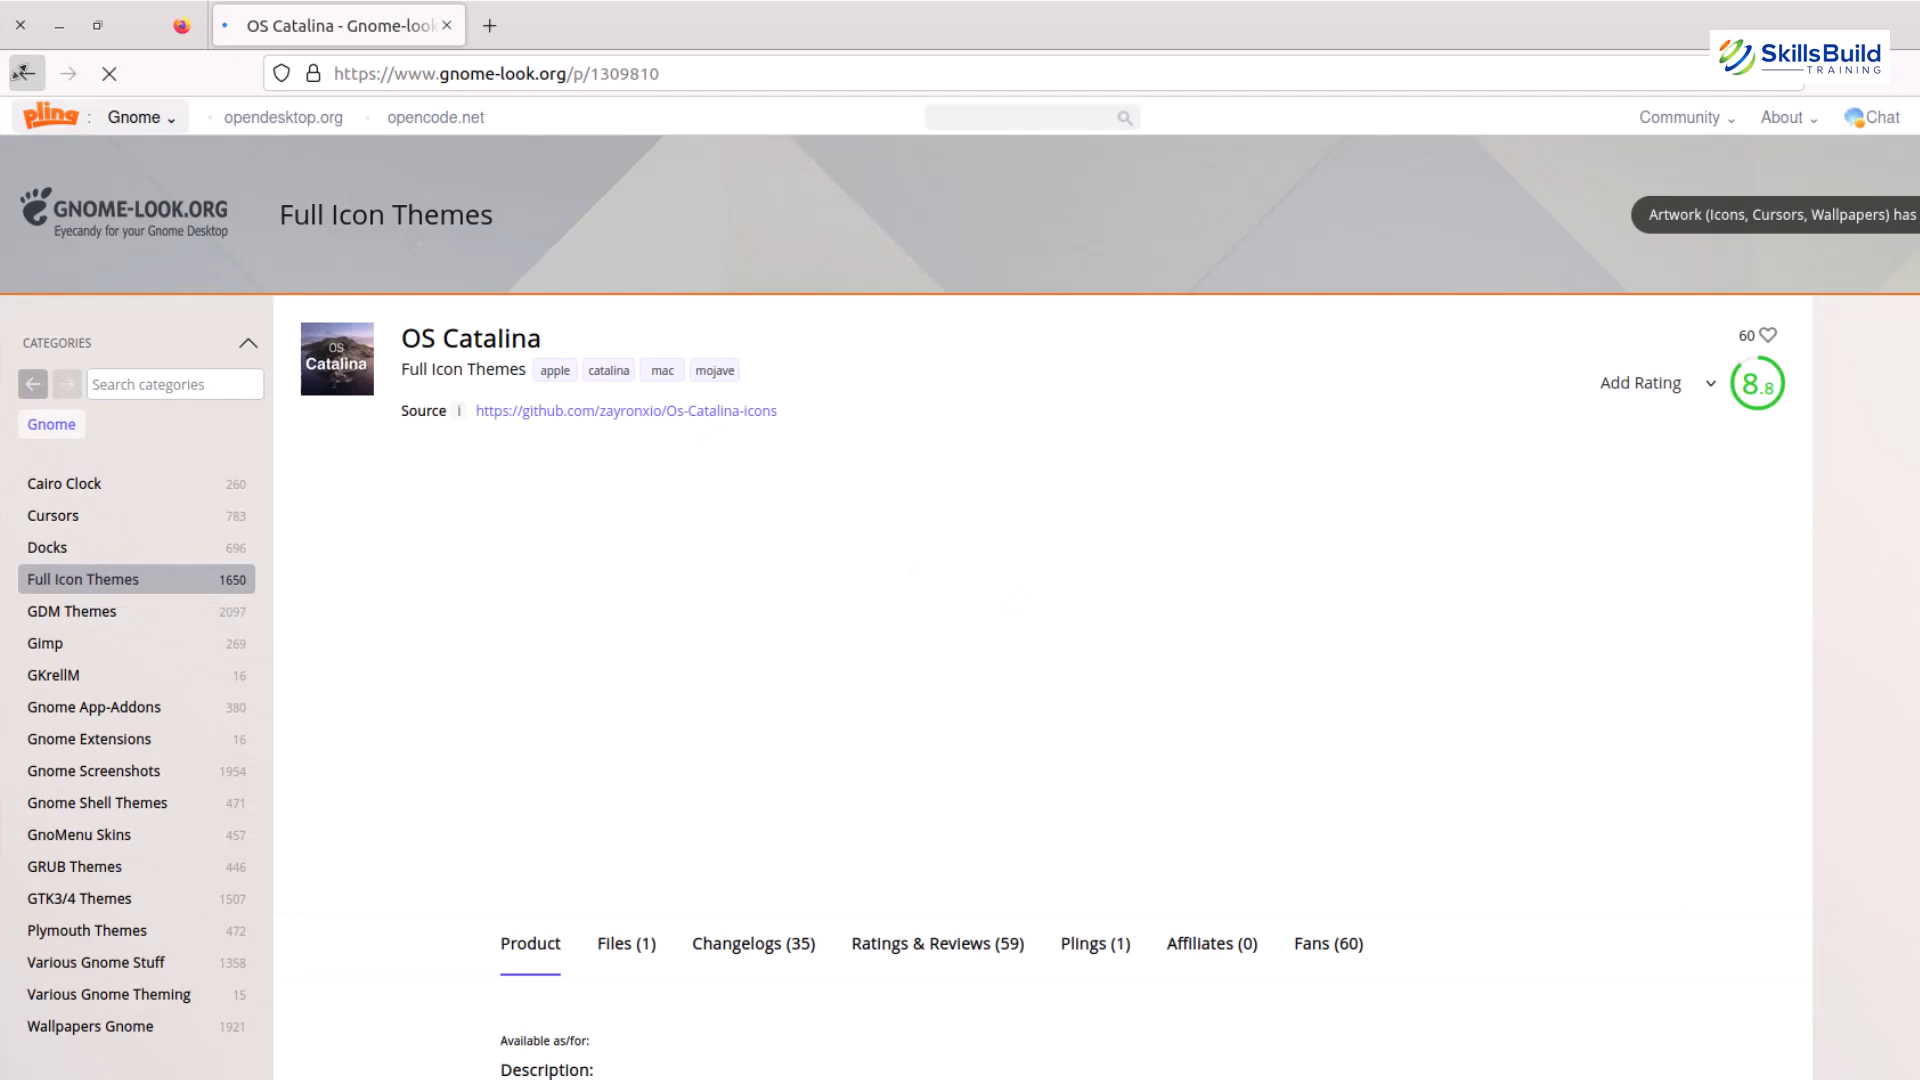 OS Catalina - Gnome-look
SkillsBuild
TRAINING
https://www.gnome-look.org/p/1309810
pling : Gnome
opendesktop.org
opencode.net
Community
About
Chat
GNOME-LOOK.ORG
Eyecandy for your Gnome Desktop
Full Icon Themes
Artwork (Icons, Cursors, Wallpapers) has
CATEGORIES
Search categories
Gnome
Cairo Clock 260
Cursors 783
Docks 696
Full Icon Themes 1650
GDM Themes 2097
Gimp 269
GKrellM 16
Gnome App-Addons 380
Gnome Extensions 16
Gnome Screenshots 1954
Gnome Shell Themes 471
GnoMenu Skins 457
GRUB Themes 446
GTK3/4 Themes 1507
Plymouth Themes 472
Various Gnome Stuff 1358
Various Gnome Theming 15
Wallpapers Gnome 1921
OS
Catalina
OS Catalina
Full Icon Themes apple catalina mac mojave
Source i https://github.com/zayronxio/Os-Catalina-icons
60
Add Rating
8.8
Product Files (1) Changelogs (35) Ratings & Reviews (59) Plings (1) Affiliates (0) Fans (60)
Available as/for:
Description: